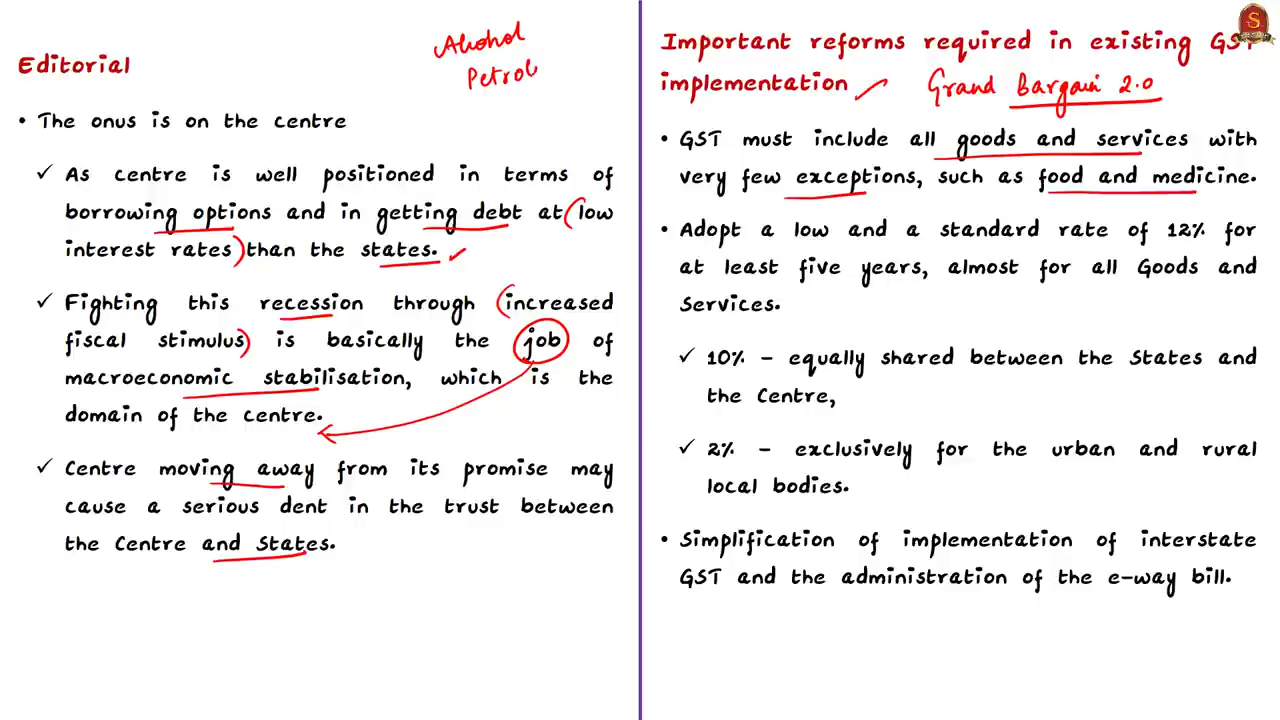 Editorial
Alcohol
Petrol
• The onus is on the centre
✓ As centre is well positioned in terms of
borrowing options and in getting debt at (low
interest rates) than the states.
✓ Fighting this recession through (increased
fiscal stimulus) is basically the job of
macroeconomic stabilisation, which is the
domain of the centre.
✓ Centre moving away from its promise may
cause a serious dent in the trust between
the Centre and States.
Important reforms required in existing GST
implementation
Grand Bargain 2.0
• GST must include all goods and services with
very few exceptions, such as food and medicine.
• Adopt a low and a standard rate of 12% for
at least five years, almost for all Goods and
Services.
✓ 10% - equally shared between the States and
the Centre,
✓ 2% - exclusively for the urban and rural
local bodies.
• Simplification of implementation of interstate
GST and the administration of the e-way bill.